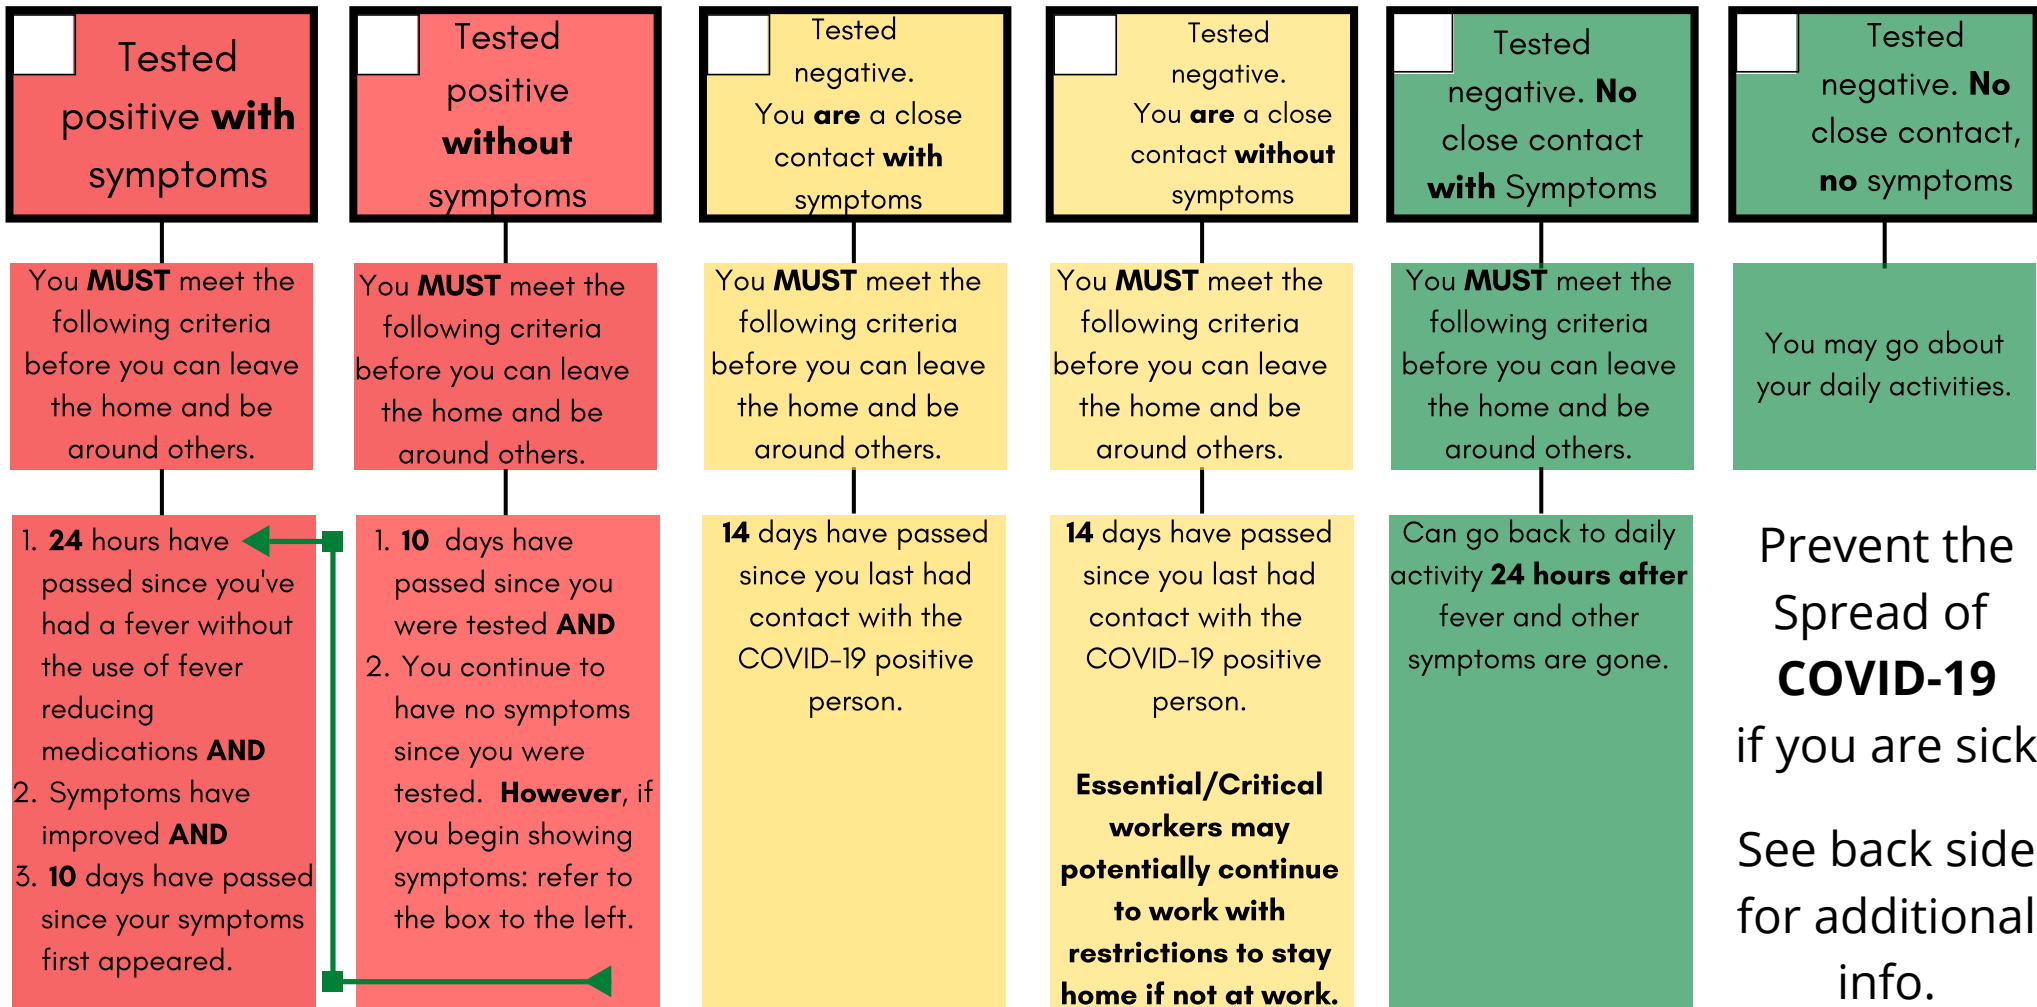 Tested
positive with
symptoms
You MUST meet the
following criteria
before you can leave
the home and be
around others.
1. 24 hours have
passed since you've
had a fever without
the use of fever
reducing
medications AND
2. Symptoms have
improved AND
3. 10 days have passed
since your symptoms
first appeared.
Tested
positive
without
symptoms
You MUST meet the
following criteria
before you can leave
the home and be
around others.
1. 10 days have
passed since you
were tested AND
2. You continue to
have no symptoms
since you were
tested. However, if
you begin showing
symptoms: refer to
the box to the left.
Tested
negative.
You are a close
contact with
symptoms
You MUST meet the
following criteria
before you can leave
the home and be
around others.
14 days have passed
since you last had
contact with the
COVID-19 positive
person.
Tested
negative.
You are a close
contact without
symptoms
You MUST meet the
following criteria
before you can leave
the home and be
around others.
14 days have passed
since you last had
contact with the
COVID-19 positive
person.
Essential/Critical
workers may
potentially continue
to work with
restrictions to stay
home if not at work.
Tested
negative. No
close contact
with Symptoms
You MUST meet the
following criteria
before you can leave
the home and be
around others.
Can go back to daily
activity 24 hours after
fever and other
symptoms are gone.
Tested
negative. No
close contact,
no symptoms
You may go about
your daily activities.
Prevent the
Spread of
COVID-19
if you are sick
See back side
for additional
info.